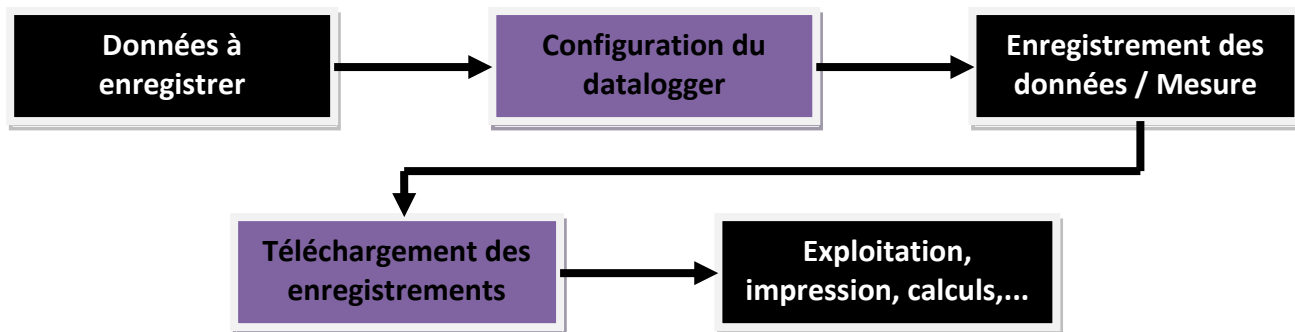 Données à
enregistrer
Configuration du
datalogger
Enregistrement des
données / Mesure
Téléchargement des
enregistrements
Exploitation,
impression, calculs,...